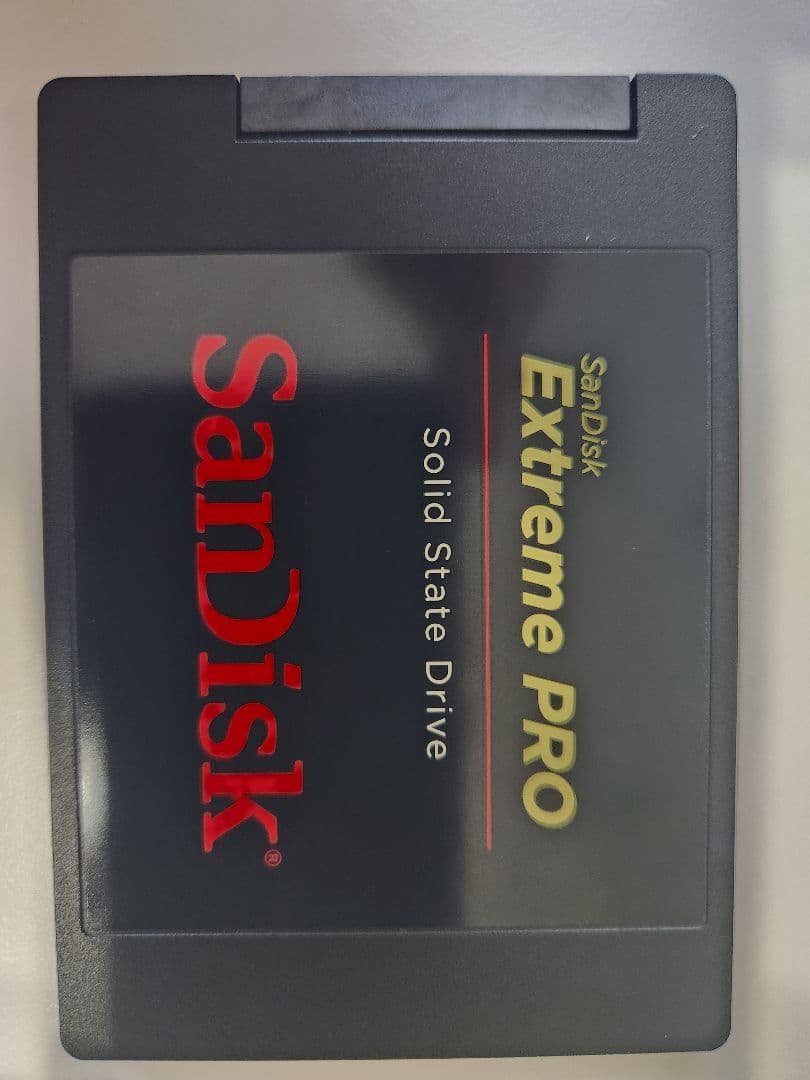 SanDisk
Extreme PRO
Solid State Drive
SanDisk®